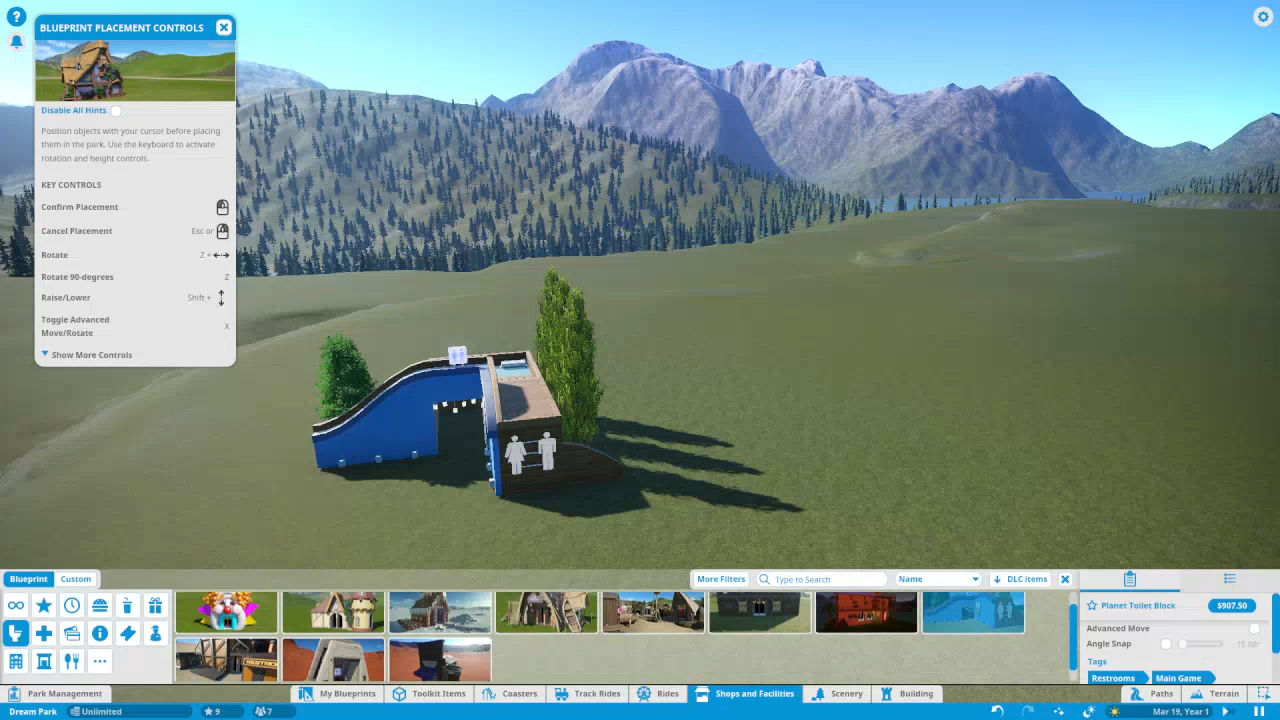 ?
BLUEPRINT PLACEMENT CONTROLS
Disable All Hints
Position objects with your cursor before placing
them in the park. Use the keyboard to activate
rotation and height controls.
KEY CONTROLS
Confirm Placement
Cancel Placement Esc or
Rotate Z +
Rotate 90-degrees Z
Raise/Lower Shift +
Toggle Advanced
Move/Rotate X
Show More Controls
Blueprint Custom
More Filters Type to Search Name DLC items
Planet Toilet Block $907.50
Advanced Move
Angle Snap 15.00°
Tags
Restrooms Main Game
Park Management My Blueprints Toolkit Items Coasters Track Rides Rides Shops and Facilities Scenery Building Paths Terrain
Dream Park Unlimited 9 7 Mar 19, Year 1